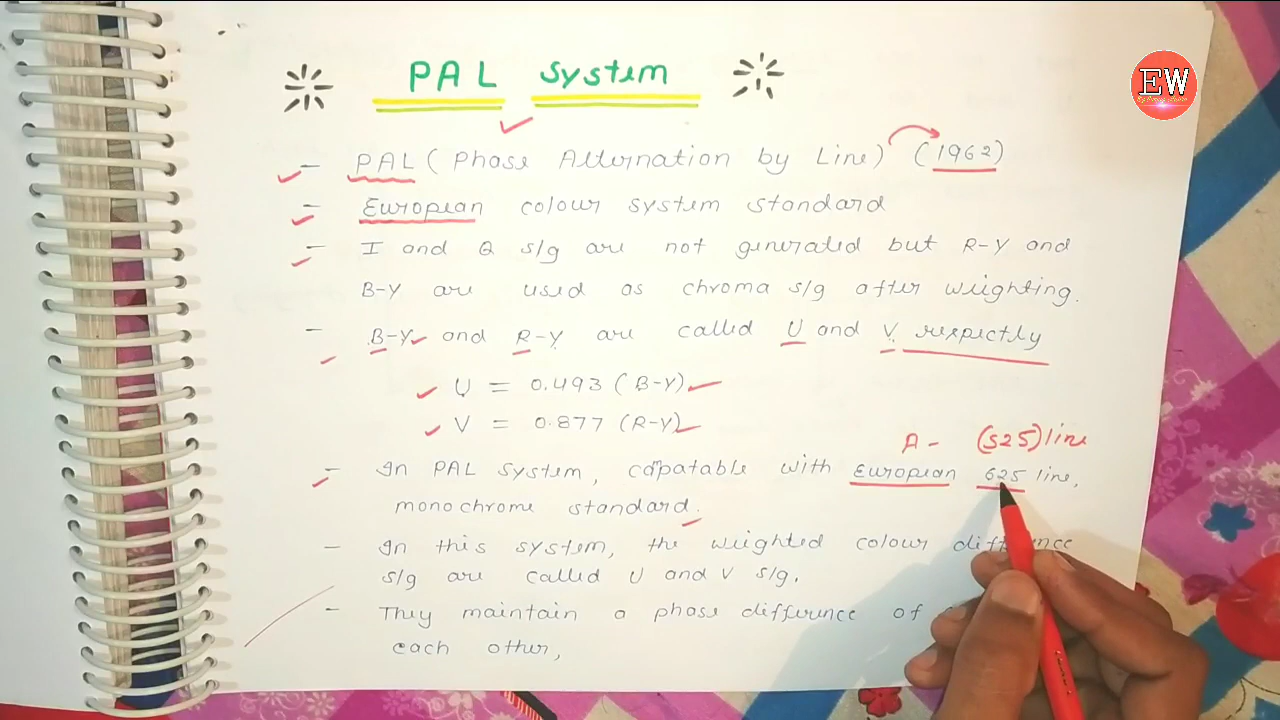 EW
PAL System
- PAL (Phase Alternation by Line) (1962)
- European colour system standard
- I and Q s/g are not generated but R-Y and
B-Y are used as chroma s/g after weighting.
- B-Y and R-Y are called U and V respectly
U = 0.493 (B-Y)
V = 0.877 (R-Y)
A - (525) line
- In PAL System, copatable with European 625 line,
monochrome standard.
- In this system, the weighted colour difference
s/g are called U and V s/g.
- They maintain a phase difference of
each other,